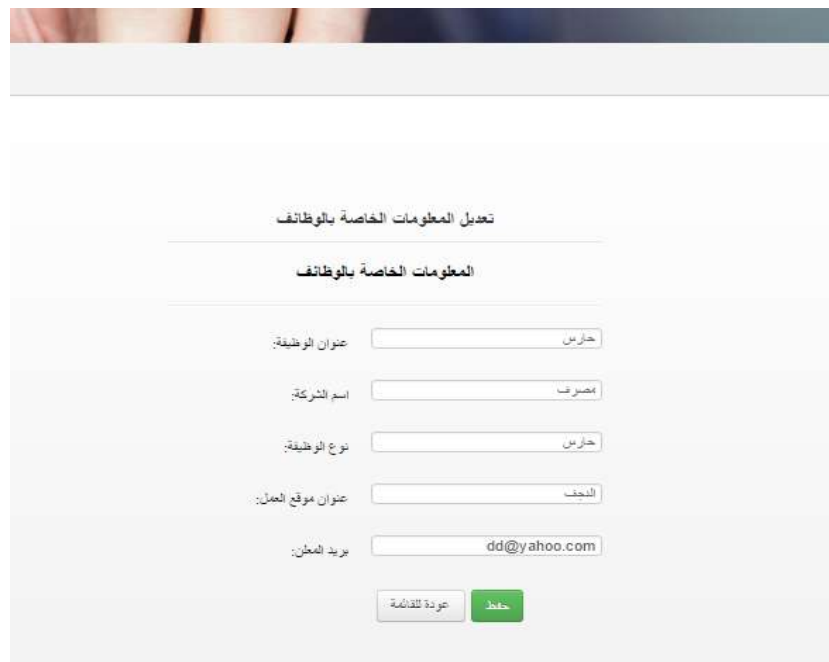 تعديل المعلومات الخاصة بالوظائف
المعلومات الخاصة بالوظائف
عنوان الوظيفة: حارس
اسم الشركة: مصرف
نوع الوظيفة: حارس
عنوان موقع العمل: النجف
بريد المعلن: dd@yahoo.com
حفظ عودة للقائمة